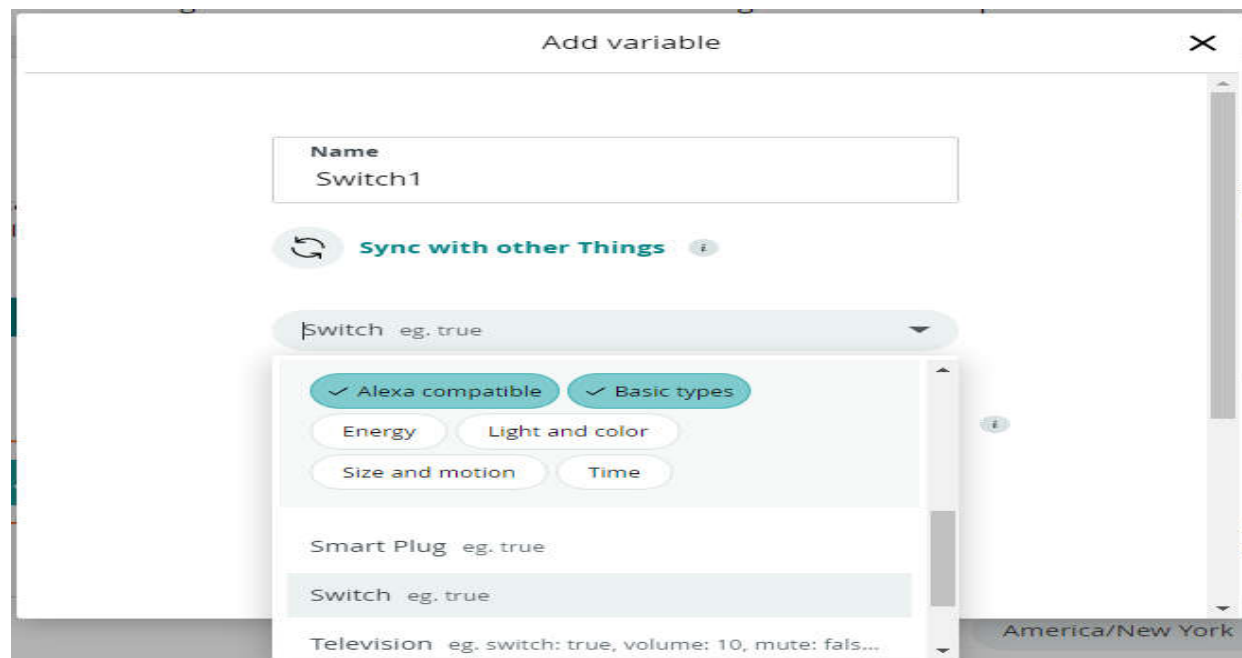 Add variable
Name
Switch1
Sync with other Things i
Switch eg. true
Alexa compatible Basic types
Energy Light and color
i
Size and motion Time
Smart Plug eg. true
Switch eg. true
Television eg. switch: true, volume: 10, mute: fals...
America/New York